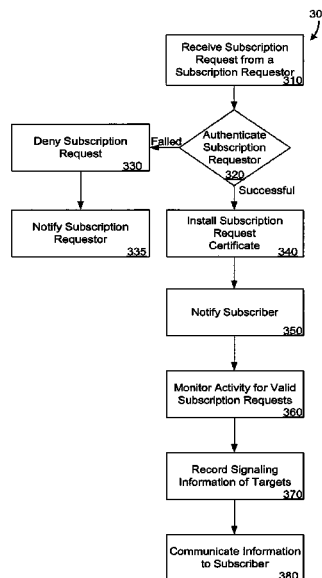 30
Receive Subscription
Request from a
Subscription Requestor
310
Authenticate
Subscription
Requestor
320
Failed
Successful
Deny Subscription
Request
330
Notify Subscription
Requestor
335
Install Subscription
Request
Certificate
340
Notify Subscriber
350
Monitor Activity for Valid
Subscription Requests
360
Record Signaling
Information of Targets
370
Communicate Information
to Subscriber
380